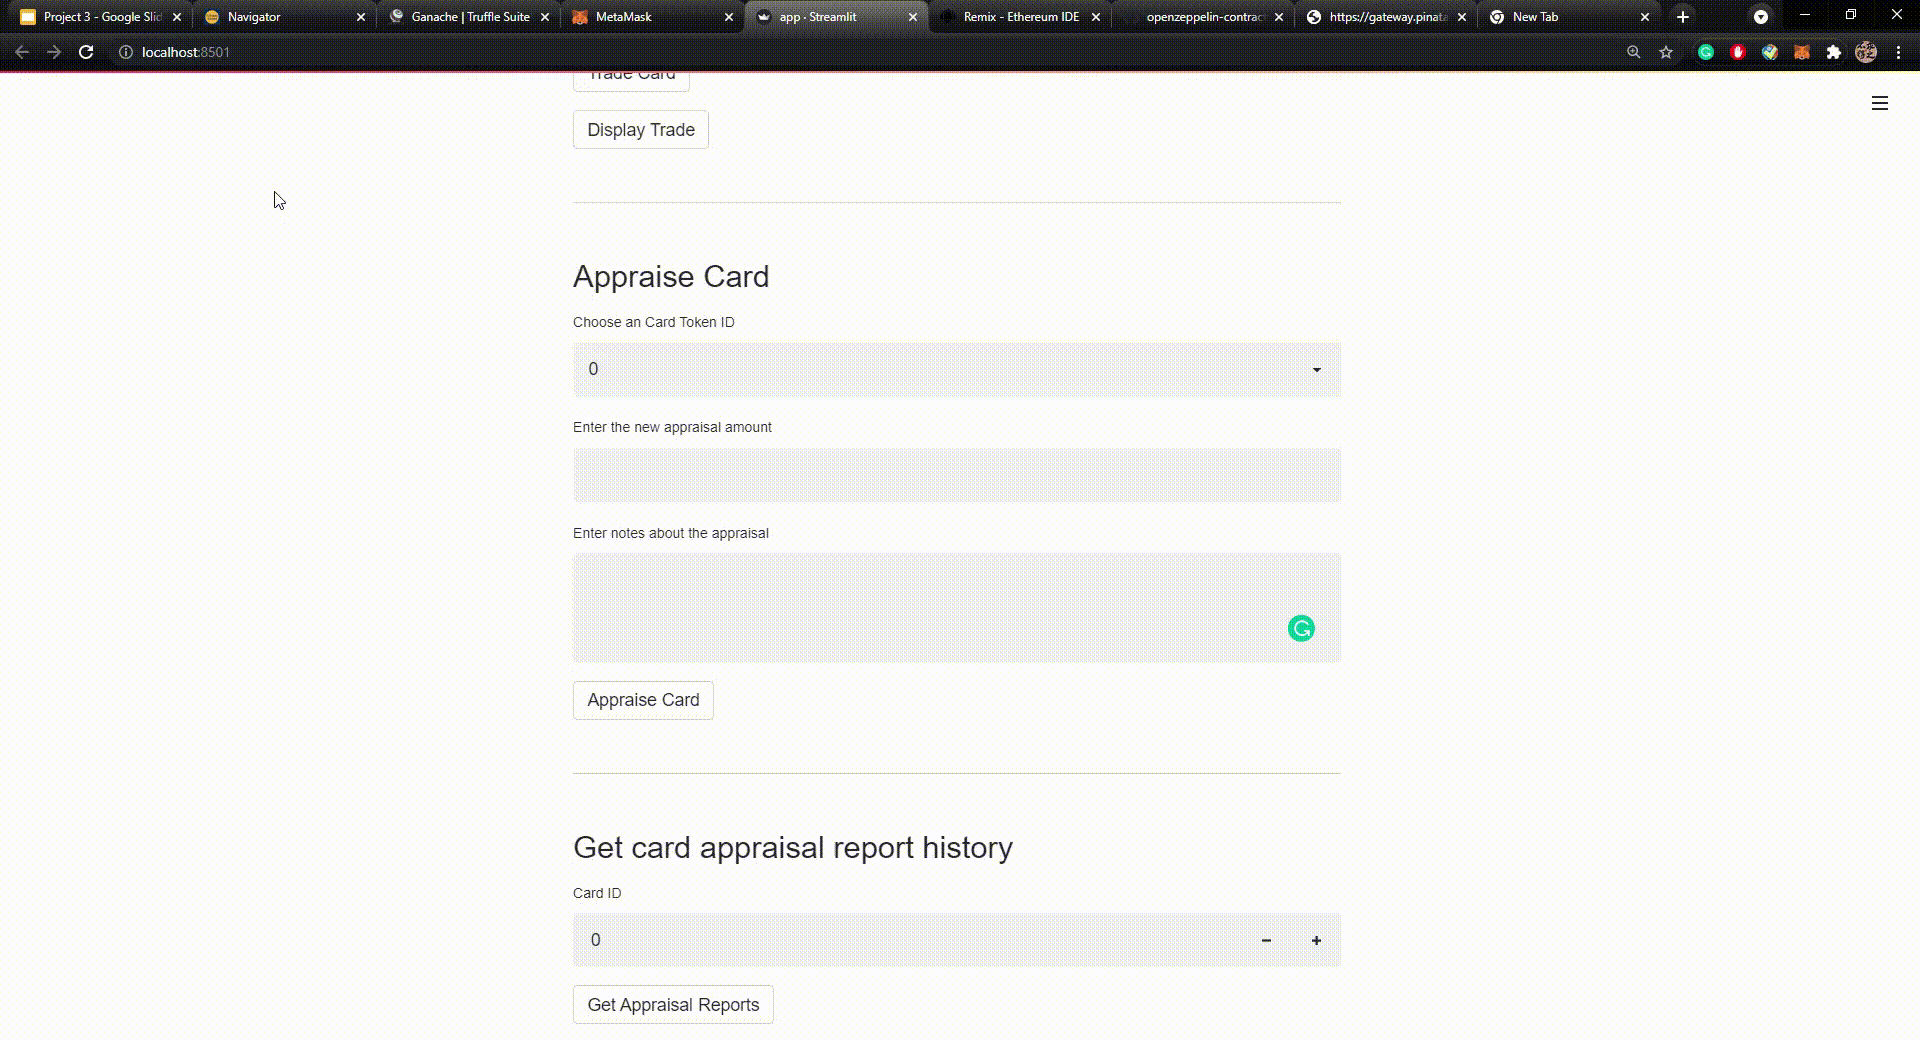 Project 3 - Google Slid
Navigator
Ganache | Truffle Suite
MetaMask
app · Streamlit
Remix - Ethereum IDE
openzeppelin-contrac
https://gateway.pinata
New Tab
localhost:8501
Trade Card
Display Trade
Appraise Card
Choose an Card Token ID
0
Enter the new appraisal amount
Enter notes about the appraisal
Appraise Card
Get card appraisal report history
Card ID
0
Get Appraisal Reports